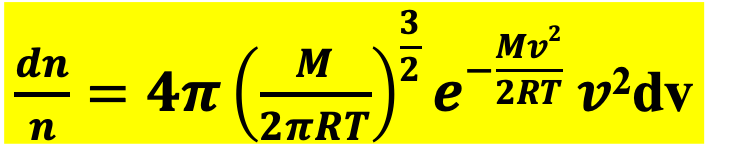 dn/n = 4π (M/2πRT)^(3/2) e^(−Mv²/2RT) v²dv